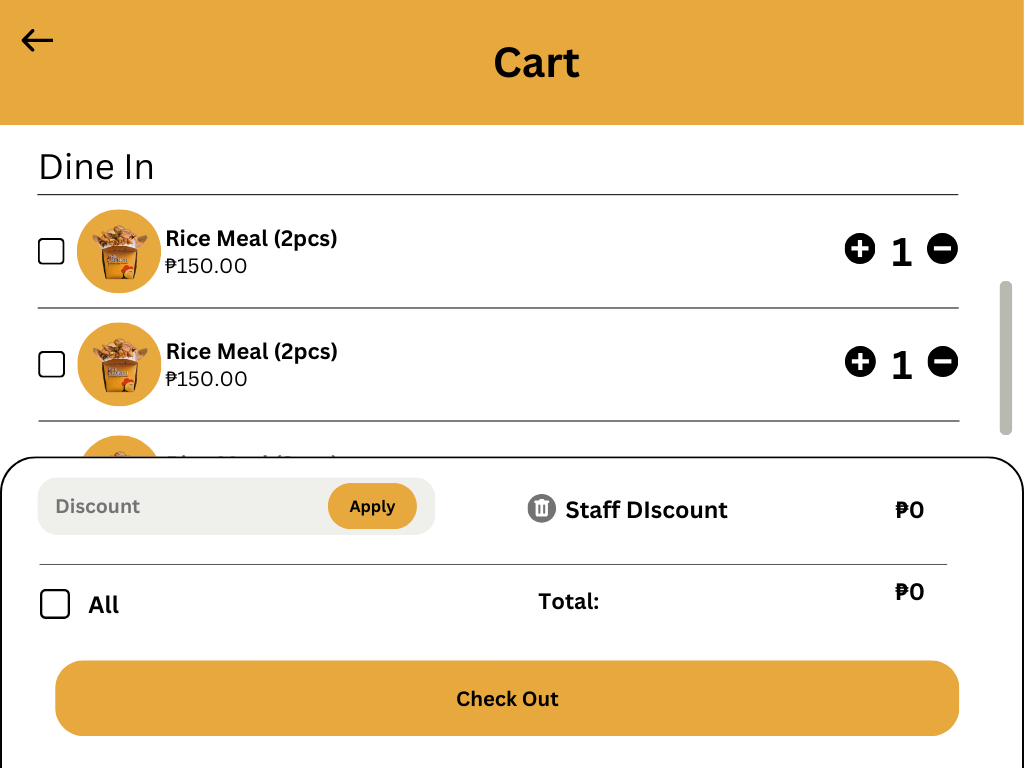 Cart
Dine In
Rice Meal (2pcs)
₱150.00
1
Rice Meal (2pcs)
₱150.00
1
Discount
Apply
Staff DIscount
₱0
All
Total:
₱0
Check Out